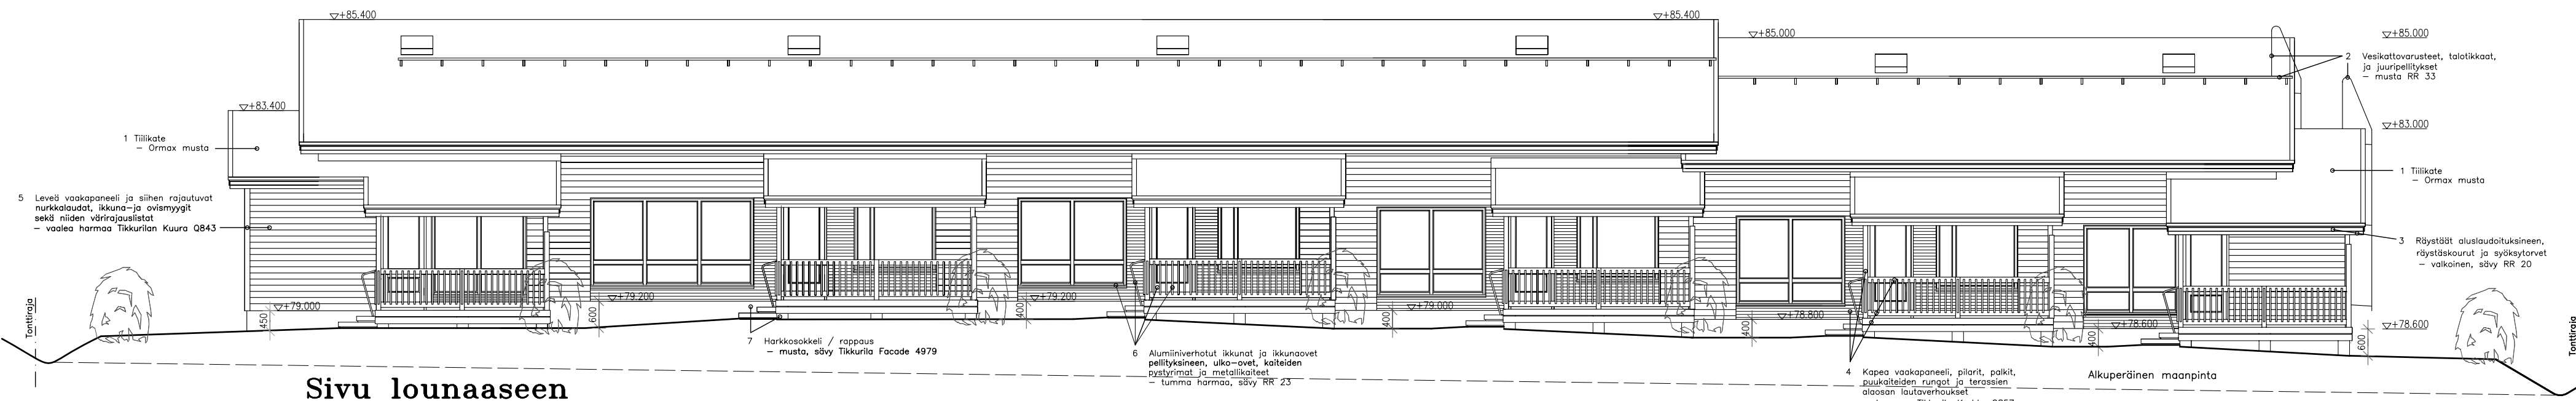 +85.400
+85.400
+85.000
+85.000
2 Vesikattovarusteet, talotikkaat,
ja juuripellitykset
– musta RR 33
+83.400
+83.000
1 Tiilikate
– Ormax musta
1 Tiilikate
– Ormax musta
5 Leveä vaakapaneeli ja siihen rajautuvat
nurkkalaudat, ikkuna–ja ovismyygit
sekä niiden värirajauslistat
– vaalea harmaa Tikkurilan Kuura Q843
3 Räystäät aluslaudoituksineen,
räystäskourut ja syöksytorvet
– valkoinen, sävy RR 20
Tonttiraja
+79.000
450
+79.200
600
+79.200
400
+79.000
400
+78.800
400
+78.600
400
+78.600
600
Tonttiraja
7 Harkkosokkeli / rappaus
– musta, sävy Tikkurila Facade 4979
6 Alumiiniverhotut ikkunat ja ikkunaovet
pellityksineen, ulko–ovet, kaiteiden
pystyrimat ja metallikaiteet
– tumma harmaa, sävy RR 23
4 Kapea vaakapaneeli, pilarit, palkit,
puukaiteiden rungot ja terassien
alaosan lautaverhoukset
Alkuperäinen maanpinta
Sivu lounaaseen